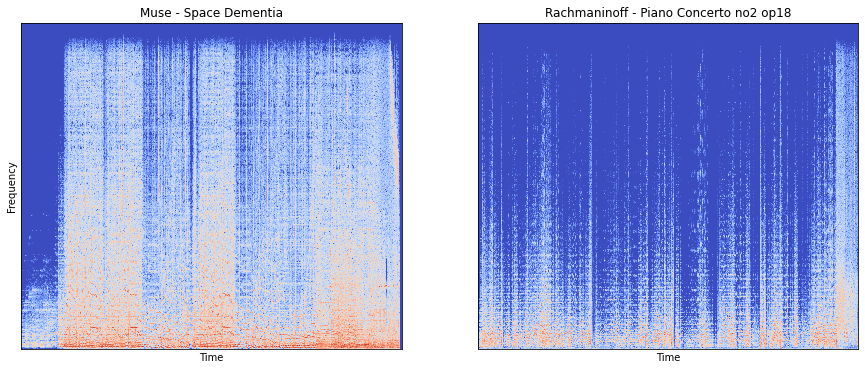 Muse - Space Dementia
Rachmaninoff - Piano Concerto no2 op18
Frequency
Time
Time